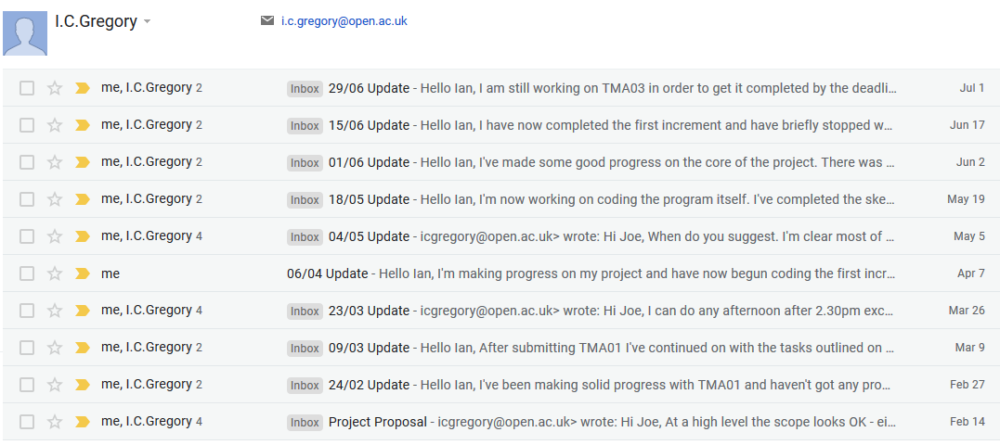 I.C.Gregory i.c.gregory@open.ac.uk
me, I.C.Gregory 2 Inbox 29/06 Update - Hello Ian, I am still working on TMA03 in order to get it completed by the deadli... Jul 1
me, I.C.Gregory 2 Inbox 15/06 Update - Hello Ian, I have now completed the first increment and have briefly stopped w... Jun 17
me, I.C.Gregory 2 Inbox 01/06 Update - Hello Ian, I've made some good progress on the core of the project. There was ... Jun 2
me, I.C.Gregory 2 Inbox 18/05 Update - Hello Ian, I'm now working on coding the program itself. I've completed the ske... May 19
me, I.C.Gregory 4 Inbox 04/05 Update - icgregory@open.ac.uk> wrote: Hi Joe, When do you suggest. I'm clear most of ... May 5
me 06/04 Update - Hello Ian, I'm making progress on my project and have now begun coding the first incr... Apr 7
me, I.C.Gregory 4 Inbox 23/03 Update - icgregory@open.ac.uk> wrote: Hi Joe, I can do any afternoon after 2.30pm exc... Mar 26
me, I.C.Gregory 2 Inbox 09/03 Update - Hello Ian, After submitting TMA01 I've continued on with the tasks outlined on ... Mar 9
me, I.C.Gregory 2 Inbox 24/02 Update - Hello Ian, I've been making solid progress with TMA01 and haven't got any pro... Feb 27
me, I.C.Gregory 4 Inbox Project Proposal - icgregory@open.ac.uk> wrote: Hi Joe, At a high level the scope looks OK - ei... Feb 14